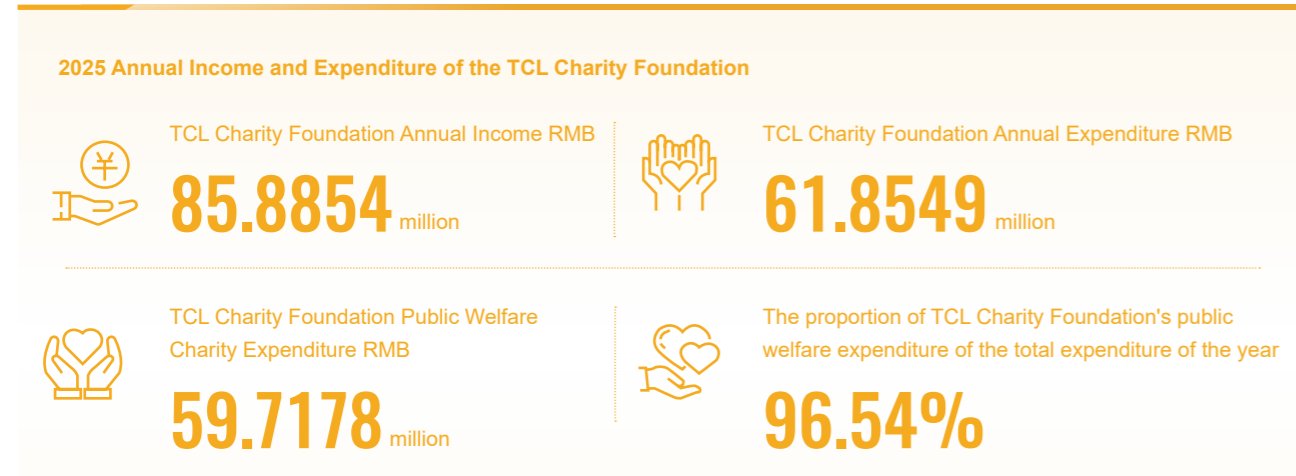 2025 Annual Income and Expenditure of the TCL Charity Foundation
TCL Charity Foundation Annual Income RMB
85.8854 million
TCL Charity Foundation Annual Expenditure RMB
61.8549 million
TCL Charity Foundation Public Welfare
Charity Expenditure RMB
59.7178 million
The proportion of TCL Charity Foundation's public
welfare expenditure of the total expenditure of the year
96.54%